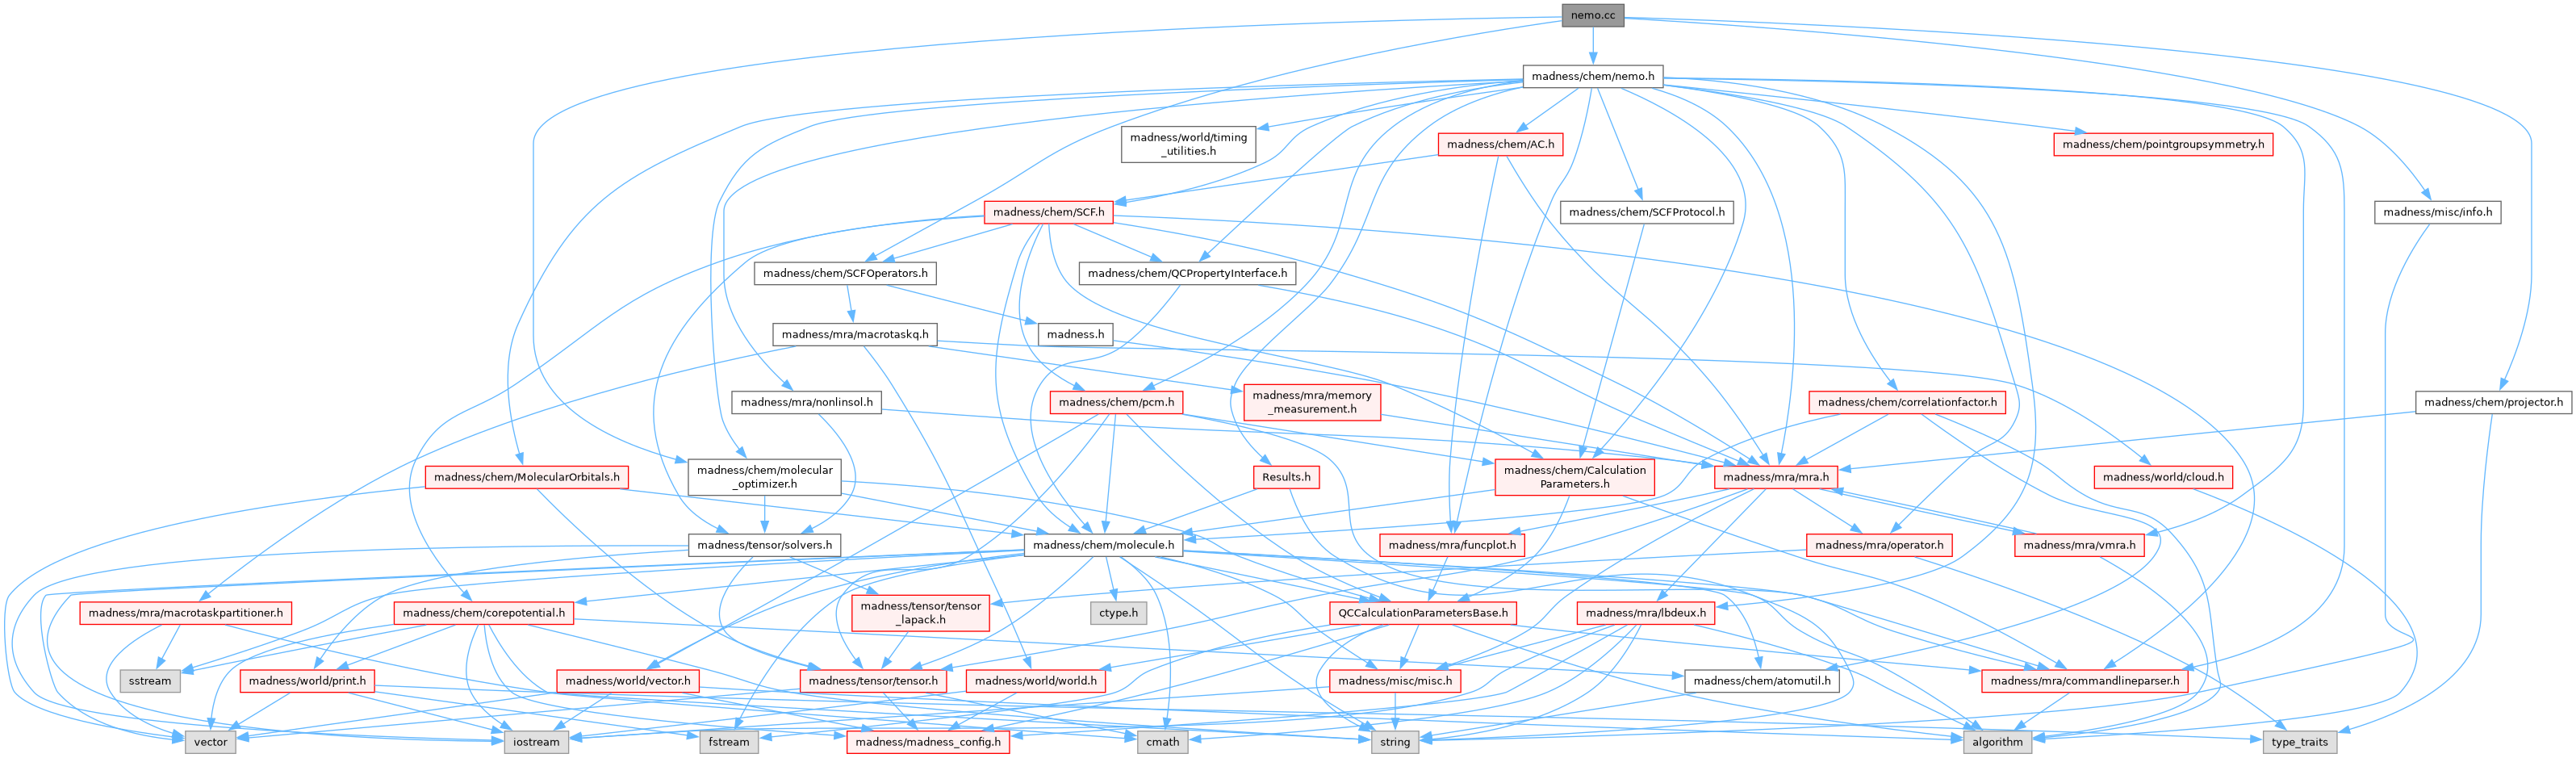 nemo.cc
madness/chem/nemo.h
madness/world/timing
_utilities.h
madness/chem/AC.h
madness/chem/pointgroupsymmetry.h
madness/chem/SCF.h
madness/chem/SCFProtocol.h
madness/misc/info.h
madness/chem/SCFOperators.h
madness/chem/QCPropertyInterface.h
madness/mra/macrotaskq.h
madness.h
madness/mra/nonlinsol.h
madness/chem/pcm.h
madness/mra/memory
_measurement.h
madness/chem/correlationfactor.h
madness/chem/projector.h
madness/chem/MolecularOrbitals.h
madness/chem/molecular
_optimizer.h
Results.h
madness/chem/Calculation
Parameters.h
madness/mra/mra.h
madness/world/cloud.h
madness/tensor/solvers.h
madness/chem/molecule.h
madness/mra/funcplot.h
madness/mra/operator.h
madness/mra/vmra.h
madness/mra/macrotaskpartitioner.h
madness/chem/corepotential.h
madness/tensor/tensor
_lapack.h
ctype.h
QCCalculationParametersBase.h
madness/mra/lbdeux.h
sstream
madness/world/print.h
madness/world/vector.h
madness/tensor/tensor.h
madness/world/world.h
madness/misc/misc.h
madness/chem/atomutil.h
madness/mra/commandlineparser.h
vector
iostream
fstream
madness/madness_config.h
cmath
string
algorithm
type_traits